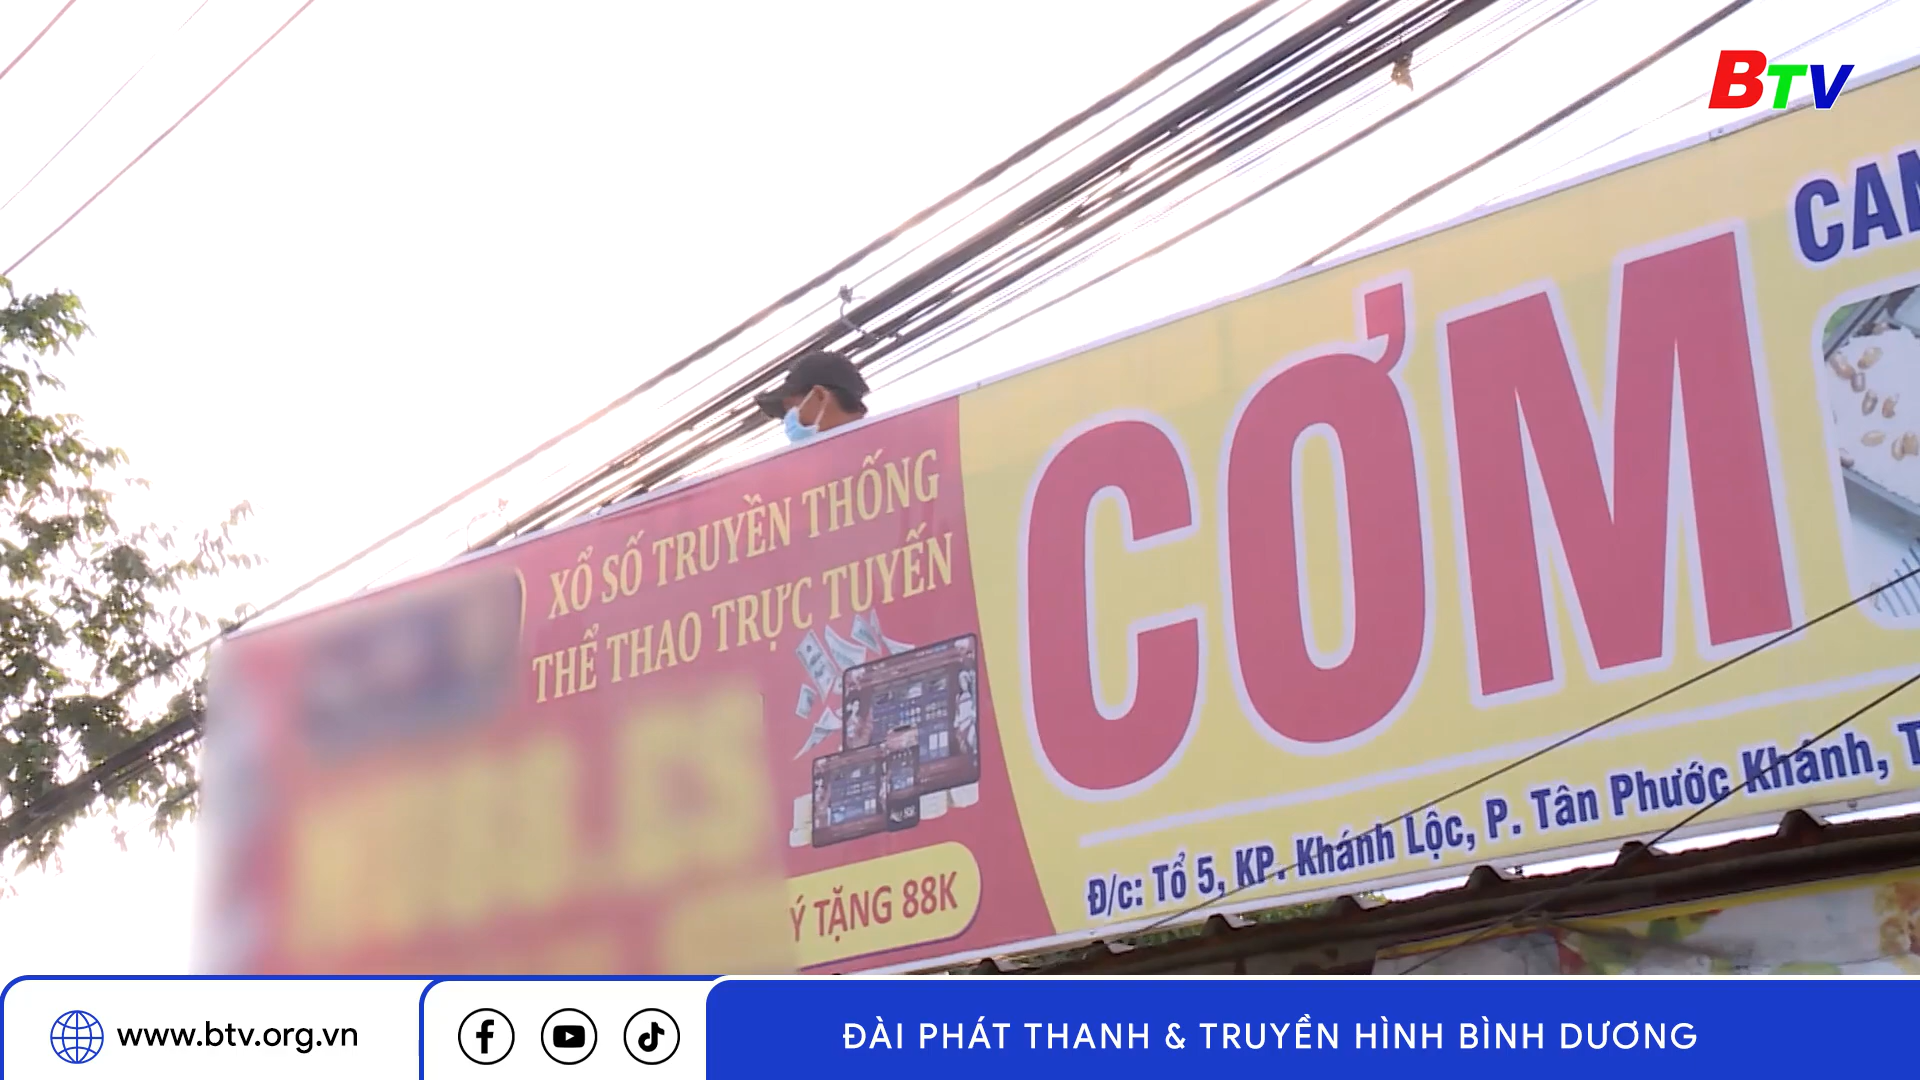 BTV
XỔ SỐ TRUYỀN THỐNG
THỂ THAO TRỰC TUYẾN
Ý TẶNG 88K
CƠM
Đ/c: Tổ 5, KP. Khánh Lộc, P. Tân Phước Khánh, T
www.btv.org.vn
ĐÀI PHÁT THANH & TRUYỀN HÌNH BÌNH DƯƠNG